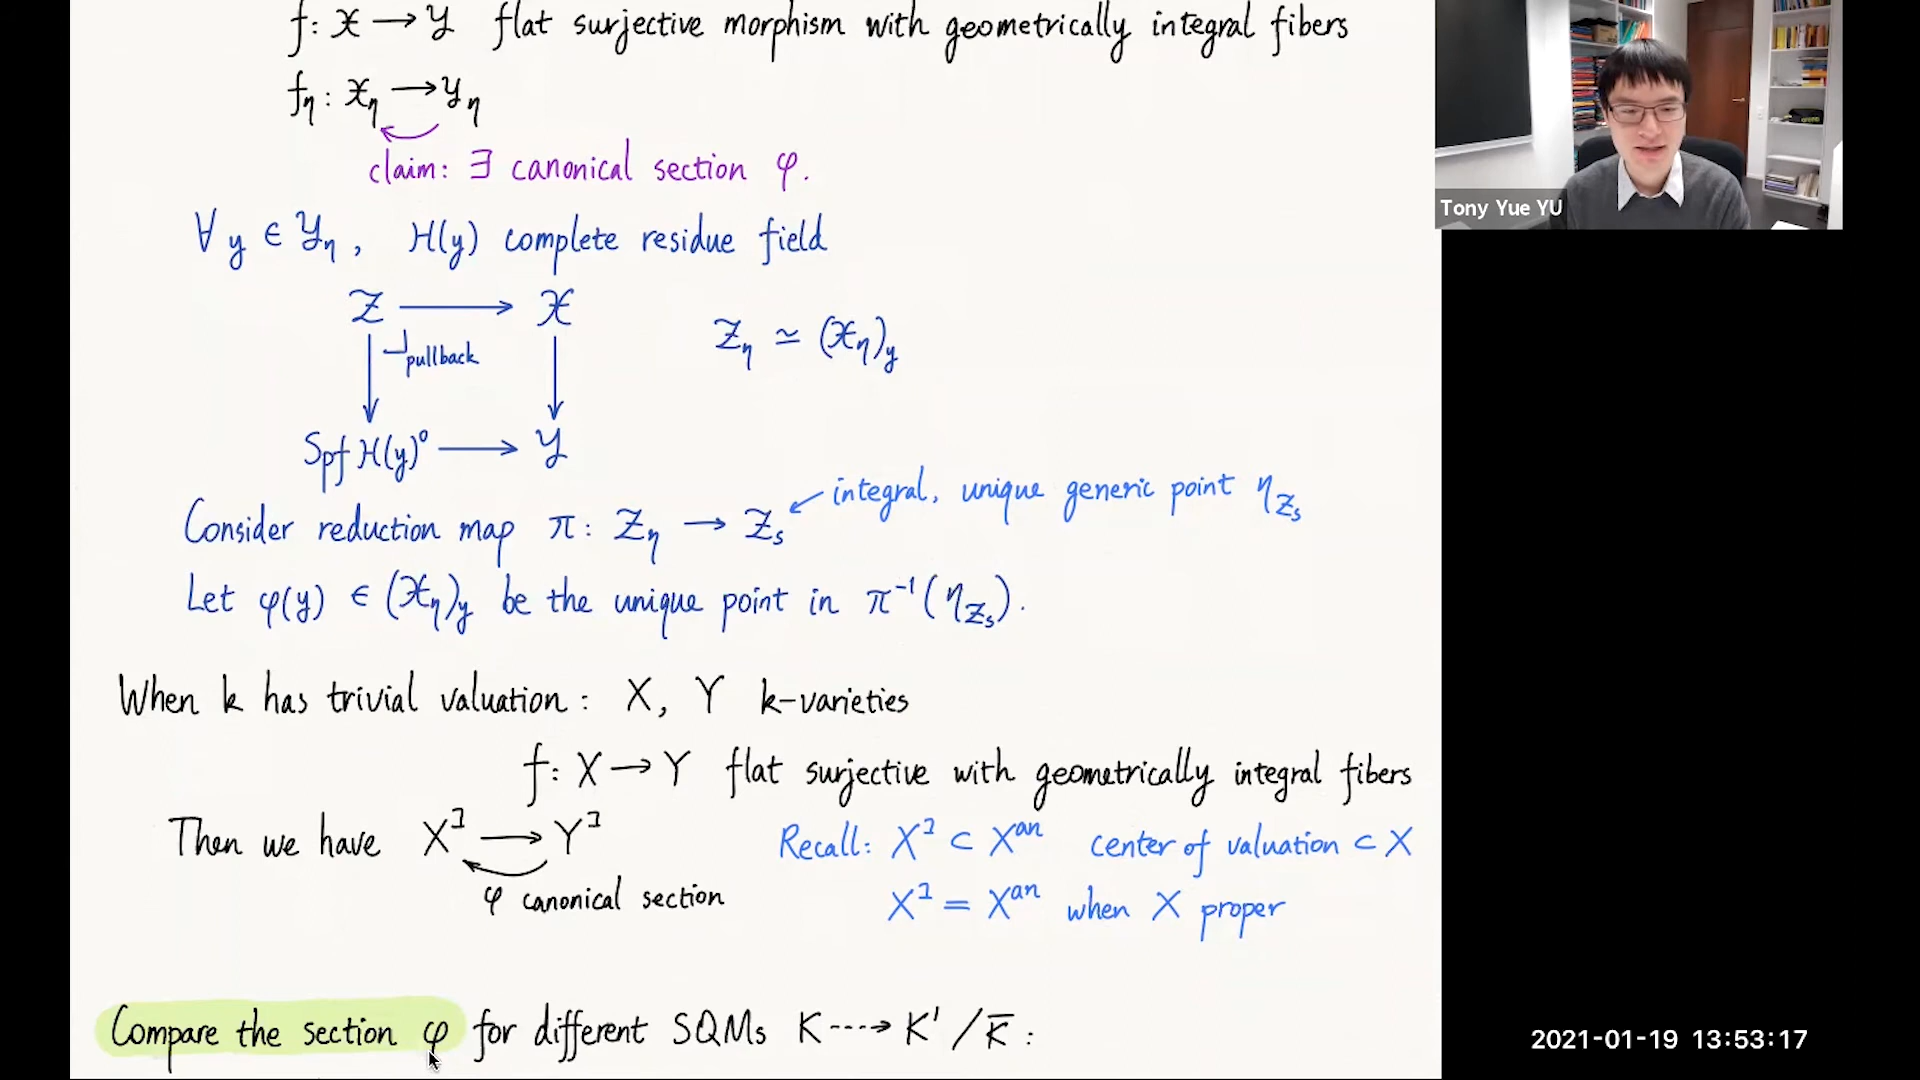 f: 𝒳 → 𝒴 flat surjective morphism with geometrically integral fibers
f_η: 𝒳_η → 𝒴_η
claim: ∃ canonical section φ.
∀ y ∈ 𝒴_η, H(y) complete residue field
𝒵 → 𝒳
𝒵_η ≃ (𝒳_η)_y
pullback
Spf H(y)° → 𝒴
integral, unique generic point η_{𝒵_s}
Consider reduction map π: 𝒵_η → 𝒵_s
Let φ(y) ∈ (𝒳_η)_y be the unique point in π⁻¹(η_{𝒵_s}).
When k has trivial valuation: X, Y k-varieties
f: X → Y flat surjective with geometrically integral fibers
Then we have X^ℶ → Y^ℶ
Recall: X^ℶ ⊂ X^an center of valuation ⊂ X
φ canonical section
X^ℶ = X^an when X proper
Compare the section φ for different SQMs K ⇢ K' / K̅ :
Tony Yue YU
2021-01-19 13:53:17